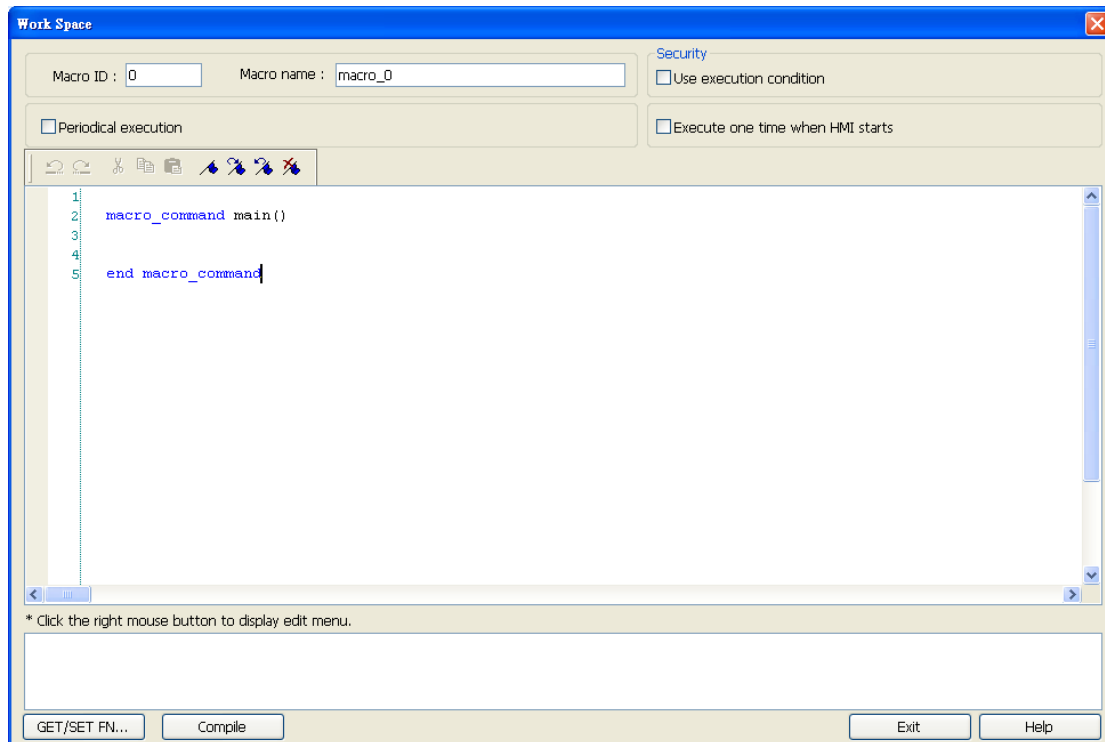 Work Space
Security
Macro ID : 0 Macro name : macro_0
Use execution condition
Periodical execution
Execute one time when HMI starts
1
2 macro_command main()
3
4
5 end macro_command
* Click the right mouse button to display edit menu.
GET/SET FN... Compile Exit Help